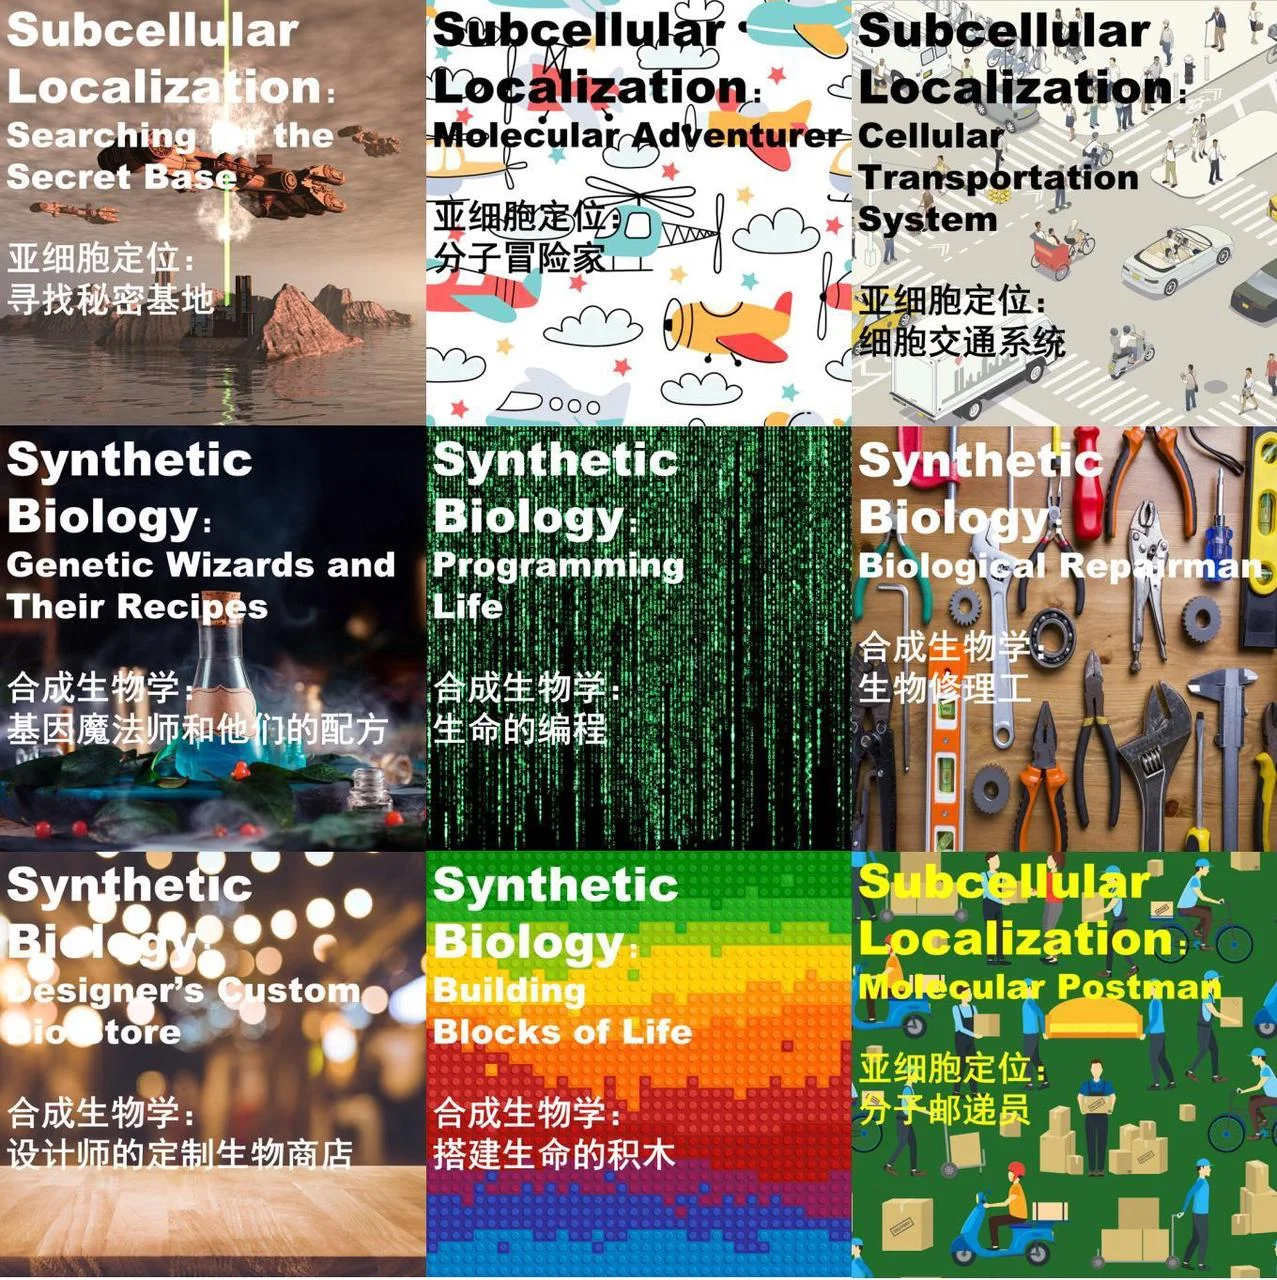 Subcellular
Localization:
Searching for the
Secret Base
亚细胞定位:
寻找秘密基地
Subcellular
Localization:
Molecular Adventurer
亚细胞定位:
分子冒险家
Subcellular
Localization:
Cellular
Transportation
System
亚细胞定位:
细胞交通系统
Synthetic
Biology:
Genetic Wizards and
Their Recipes
合成生物学:
基因魔法师和他们的配方
Synthetic
Biology:
Programming
Life
合成生物学:
生命的编程
Synthetic
Biology:
Biological Repairman
合成生物学:
生物修理工
Synthetic
Biology:
Designer’s Custom
Bio Store
合成生物学:
设计师的定制生物商店
Synthetic
Biology:
Building
Blocks of Life
合成生物学:
搭建生命的积木
Subcellular
Localization:
Molecular Postman
亚细胞定位:
分子邮递员